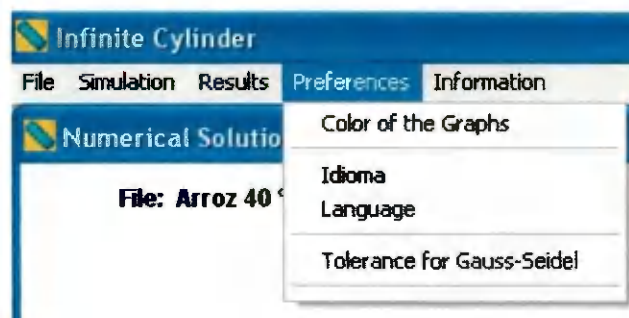 Infinite Cylinder
File Simulation Results Preferences Information
Numerical Solutio
File: Arroz 40
Color of the Graphs
Idioma
Language
Tolerance for Gauss-Seidel